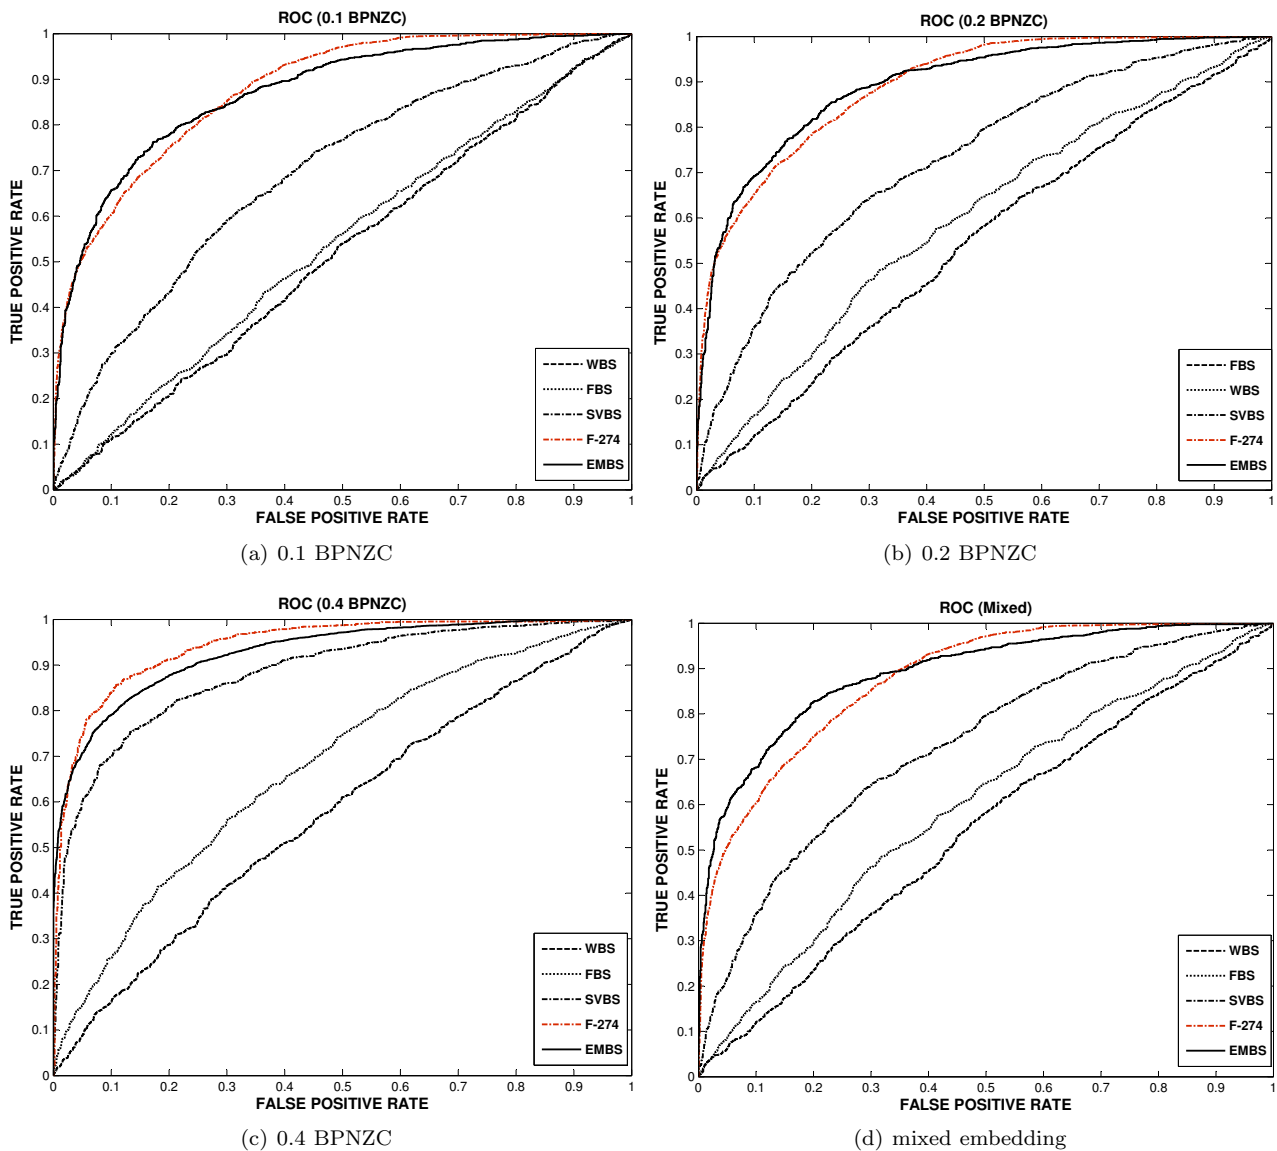 ROC (0.1 BPNZC)
TRUE POSITIVE RATE
1
0.9
0.8
0.7
0.6
0.5
0.4
0.3
0.2
0.1
0
0 0.1 0.2 0.3 0.4 0.5 0.6 0.7 0.8 0.9 1
FALSE POSITIVE RATE
WBS
FBS
SVBS
F-274
EMBS
(a) 0.1 BPNZC
ROC (0.2 BPNZC)
TRUE POSITIVE RATE
1
0.9
0.8
0.7
0.6
0.5
0.4
0.3
0.2
0.1
0
0 0.1 0.2 0.3 0.4 0.5 0.6 0.7 0.8 0.9 1
FALSE POSITIVE RATE
FBS
WBS
SVBS
F-274
EMBS
(b) 0.2 BPNZC
ROC (0.4 BPNZC)
TRUE POSITIVE RATE
1
0.9
0.8
0.7
0.6
0.5
0.4
0.3
0.2
0.1
0
0 0.1 0.2 0.3 0.4 0.5 0.6 0.7 0.8 0.9 1
FALSE POSITIVE RATE
WBS
FBS
SVBS
F-274
EMBS
(c) 0.4 BPNZC
ROC (Mixed)
TRUE POSITIVE RATE
1
0.9
0.8
0.7
0.6
0.5
0.4
0.3
0.2
0.1
0
0 0.1 0.2 0.3 0.4 0.5 0.6 0.7 0.8 0.9 1
FALSE POSITIVE RATE
WBS
FBS
SVBS
F-274
EMBS
(d) mixed embedding